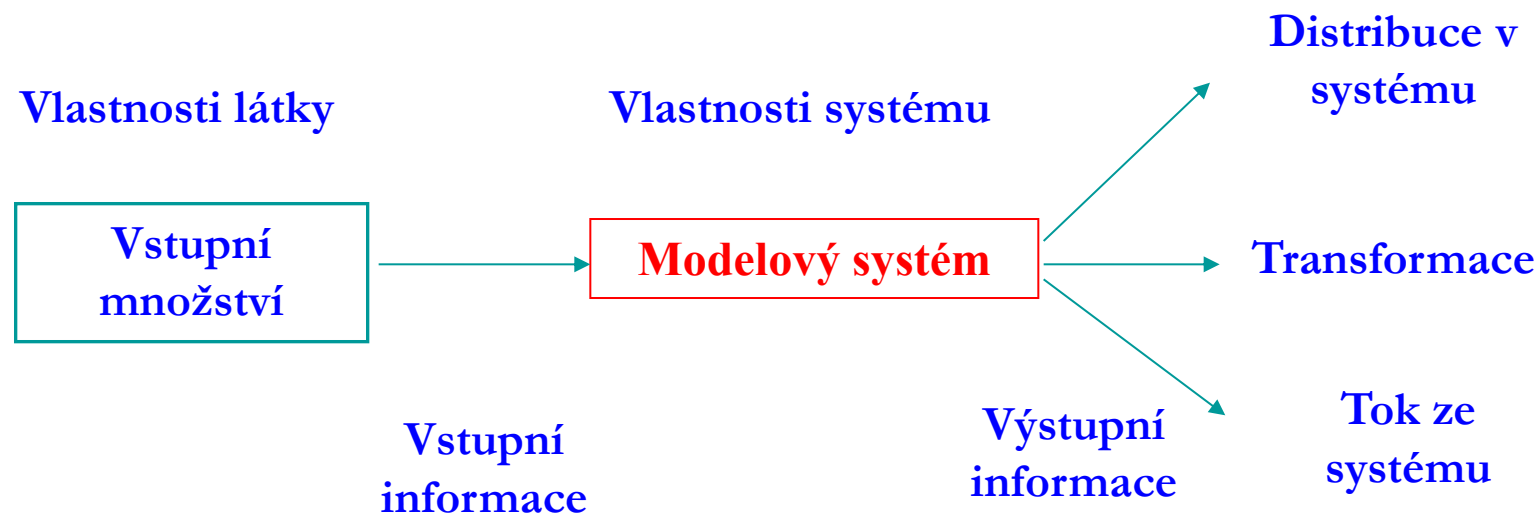 Vlastnosti látky
Vlastnosti systému
Distribuce v
systému
Vstupní
množství
Modelový systém
Transformace
Vstupní
informace
Výstupní
informace
Tok ze
systému